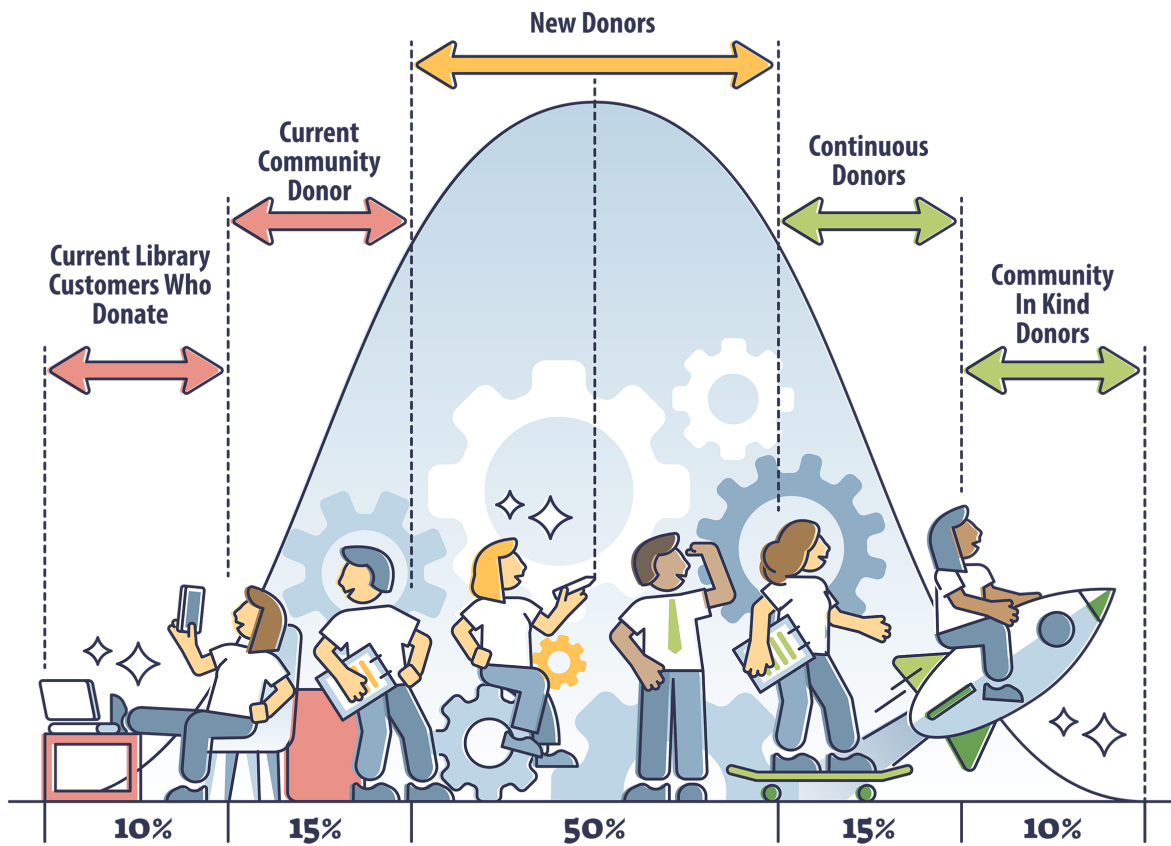 New Donors
Current
Community
Donor
Continuous
Donors
Current Library
Customers Who
Donate
Community
In Kind
Donors
10%
15%
50%
15%
10%